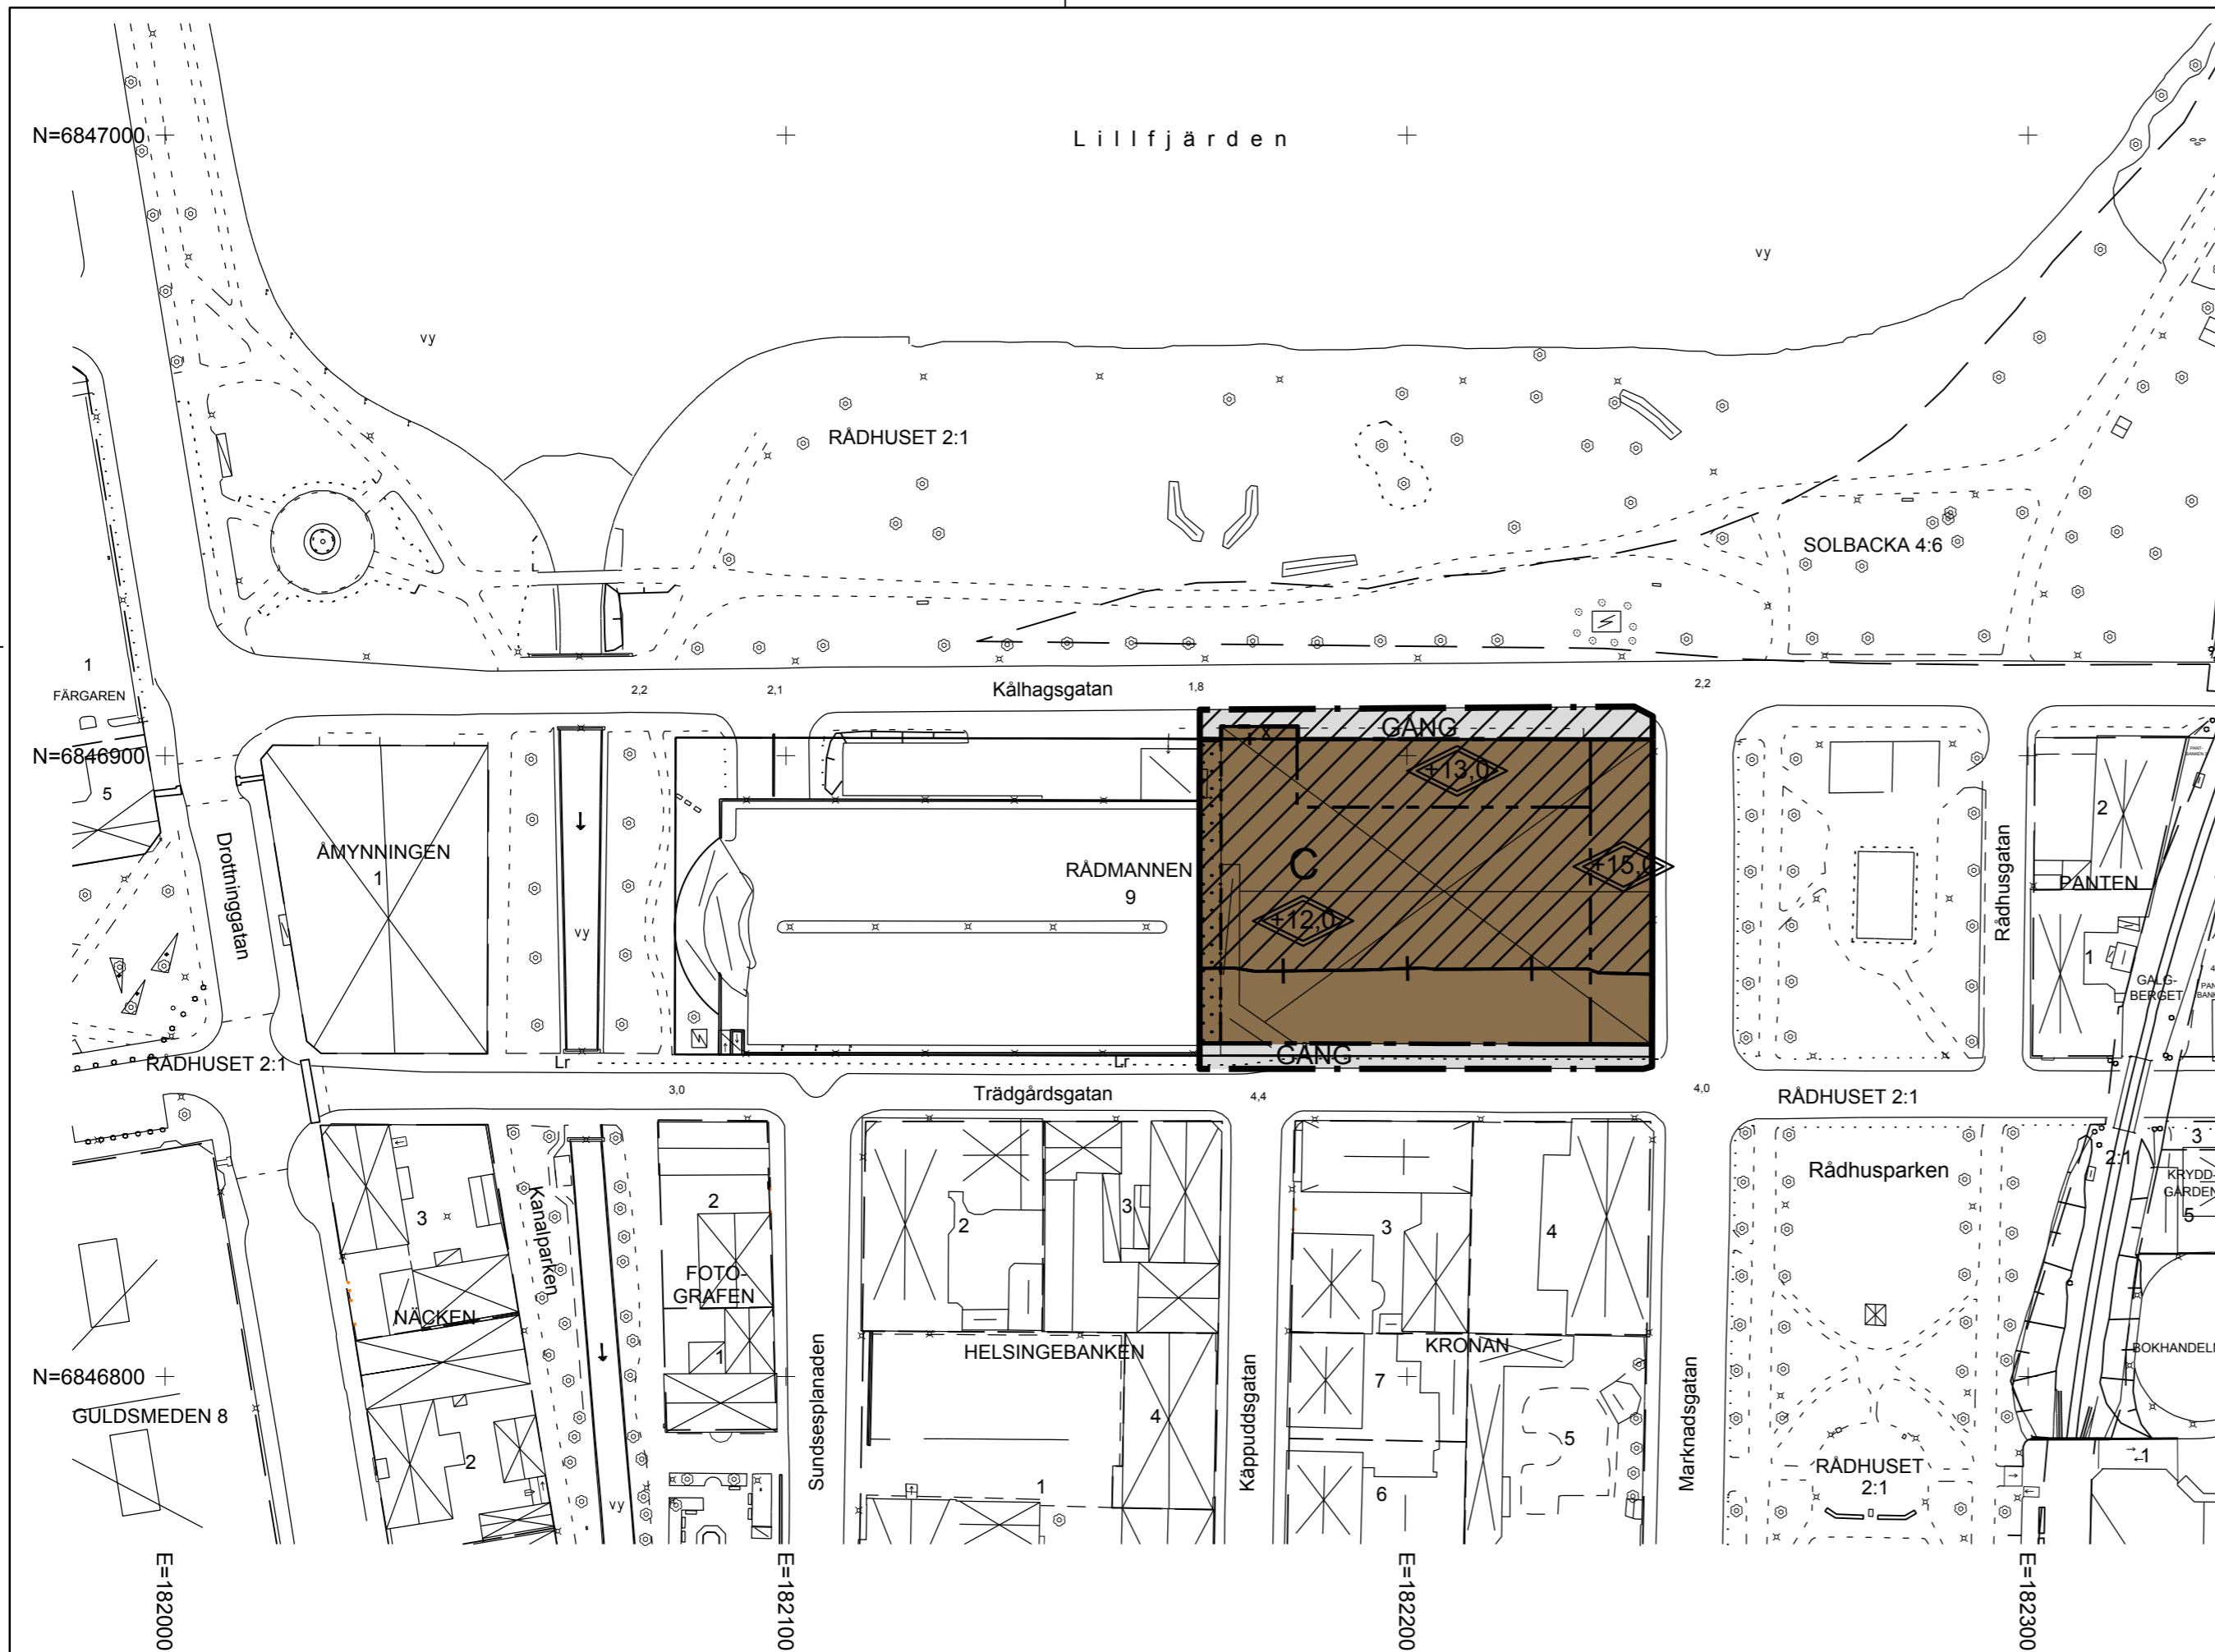 N=6847000
Lillfjärden
vy
vy
RÅDHUSET 2:1
SOLBACKA 4:6
1
FÄRGAREN
2,2
2,1
Kålhagsgatan
1,8
2,2
GÅNG
x
N=6846900
5
+13,0
2
Drottninggatan
ÅMYNNINGEN
1
RÅDMANNEN
9
C
+15,0
Rådhusgatan
PANTEN
+12,0
vy
1
GALG-
BERGET
GÅNG
RÅDHUSET 2:1
Lr
Lr
3,0
Trädgårdsgatan
4,4
4,0
RÅDHUSET 2:1
3
2:1
Rådhusparken
KRYDD-
GÅRDEN
5
3
Kanalparken
2
2
3
3
4
FOTO-
GRAFEN
NÄCKEN
1
Sundsesplanaden
HELSINGEBANKEN
KRONAN
BOKHANDELN
N=6846800
7
Käppuddsgatan
Marknadsgatan
GULDSMEDEN 8
4
5
2
1
RÅDHUSET
2:1
1
6
vy
E=182000
E=182100
E=182200
E=182300